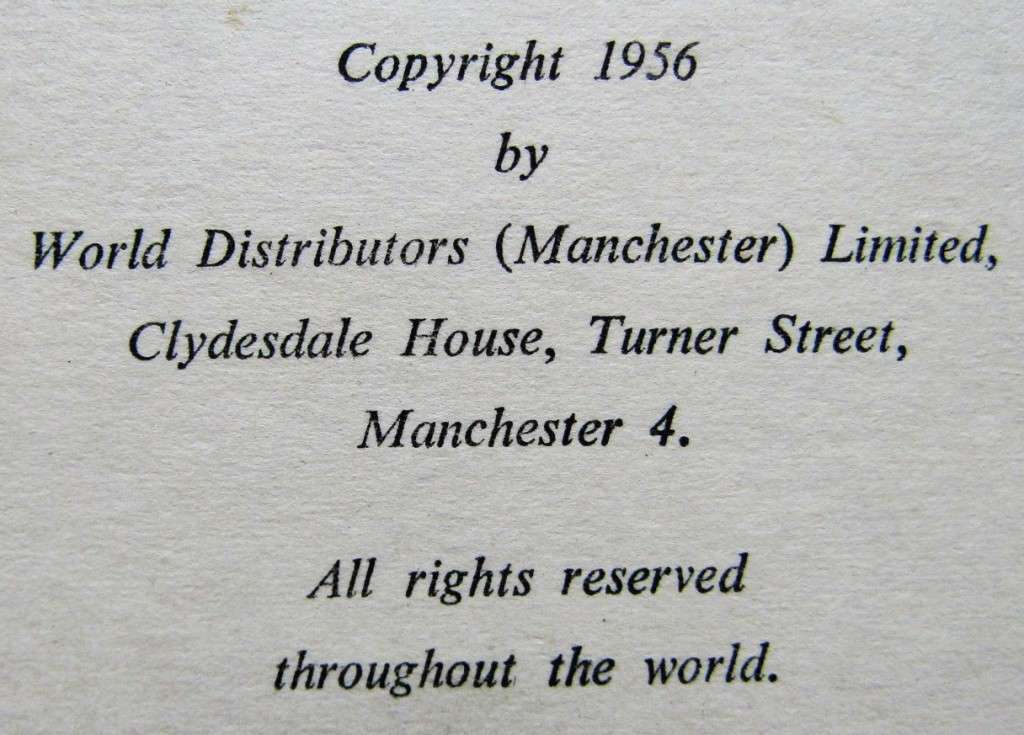 Copyright 1956
by
World Distributors (Manchester) Limited,
Clydesdale House, Turner Street,
Manchester 4.
All rights reserved
throughout the world.